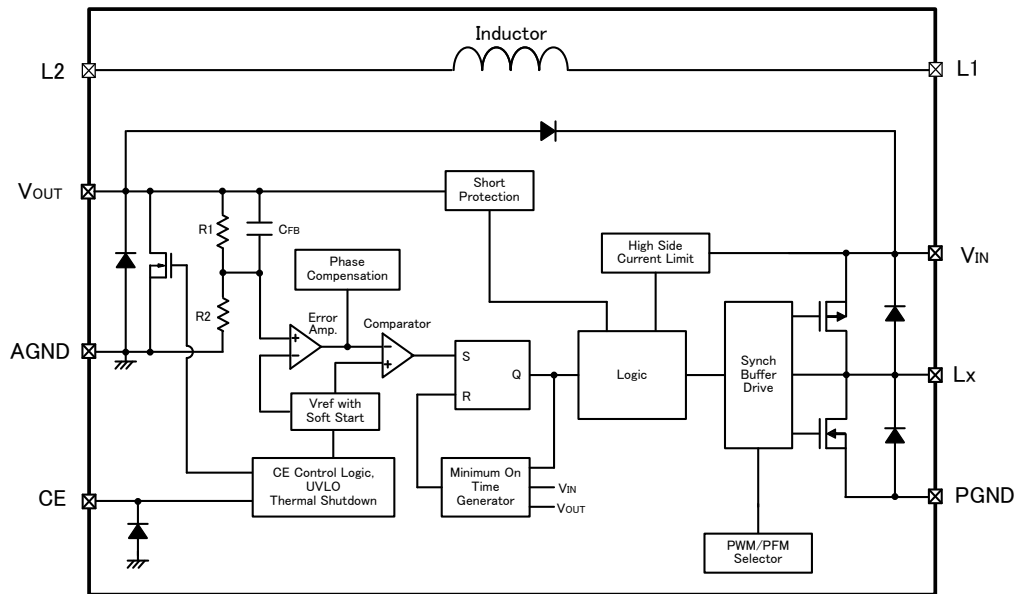 Inductor
L2
L1
VOUT
Short
Protection
R1
CFB
High Side
Current Limit
VIN
Phase
Compensation
R2
Error
Amp.
Comparator
AGND
S
Q
R
Logic
Synch
Buffer
Drive
Lx
Vref with
Soft Start
CE Control Logic,
UVLO
Thermal Shutdown
Minimum On
Time
Generator
VIN
VOUT
CE
PGND
PWM/PFM
Selector